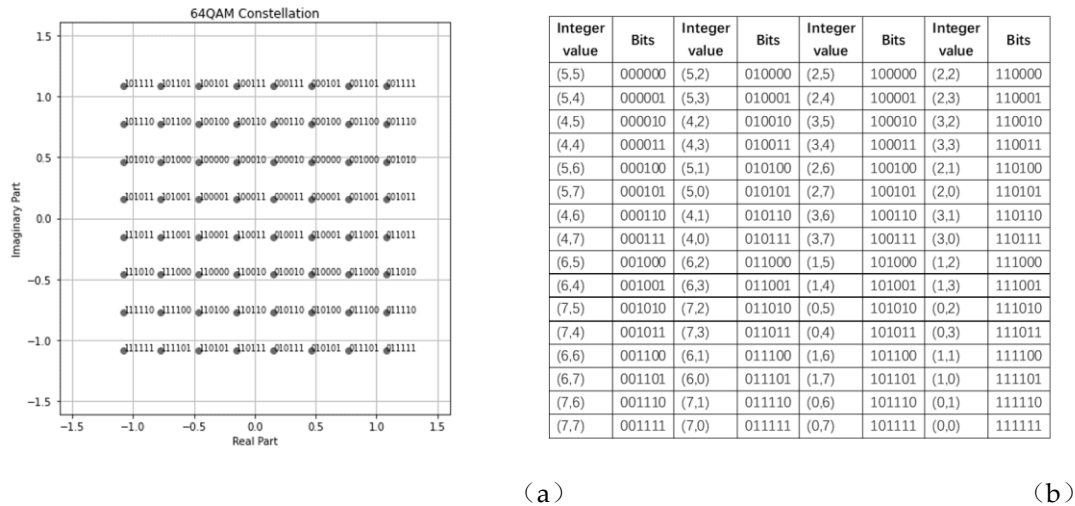 64QAM Constellation
1.5
1.0
0.5
0.0
−0.5
−1.0
−1.5
Imaginary Part
101111 101101 100101 100111 000111 000101 001101 001111
101110 101100 100100 100110 000110 000100 001100 001110
101010 101000 100000 100010 000010 000000 001000 001010
101011 101001 100001 100011 000011 000001 001001 001011
111011 111001 110001 110011 010011 010001 011001 011011
111010 111000 110000 110010 010010 010000 011000 011010
111110 111100 110100 110110 010110 010100 011100 011110
111111 111101 110101 110111 010111 010101 011101 011111
−1.5 −1.0 −0.5 0.0 0.5 1.0 1.5
Real Part
Integer value Bits Integer value Bits Integer value Bits Integer value Bits
(5,5) 000000 (5,2) 010000 (2,5) 100000 (2,2) 110000
(5,4) 000001 (5,3) 010001 (2,4) 100001 (2,3) 110001
(4,5) 000010 (4,2) 010010 (3,5) 100010 (3,2) 110010
(4,4) 000011 (4,3) 010011 (3,4) 100011 (3,3) 110011
(5,6) 000100 (5,1) 010100 (2,6) 100100 (2,1) 110100
(5,7) 000101 (5,0) 010101 (2,7) 100101 (2,0) 110101
(4,6) 000110 (4,1) 010110 (3,6) 100110 (3,1) 110110
(4,7) 000111 (4,0) 010111 (3,7) 100111 (3,0) 110111
(6,5) 001000 (6,2) 011000 (1,5) 101000 (1,2) 111000
(6,4) 001001 (6,3) 011001 (1,4) 101001 (1,3) 111001
(7,5) 001010 (7,2) 011010 (0,5) 101010 (0,2) 111010
(7,4) 001011 (7,3) 011011 (0,4) 101011 (0,3) 111011
(6,6) 001100 (6,1) 011100 (1,6) 101100 (1,1) 111100
(6,7) 001101 (6,0) 011101 (1,7) 101101 (1,0) 111101
(7,6) 001110 (7,1) 011110 (0,6) 101110 (0,1) 111110
(7,7) 001111 (7,0) 011111 (0,7) 101111 (0,0) 111111
（a） （b）